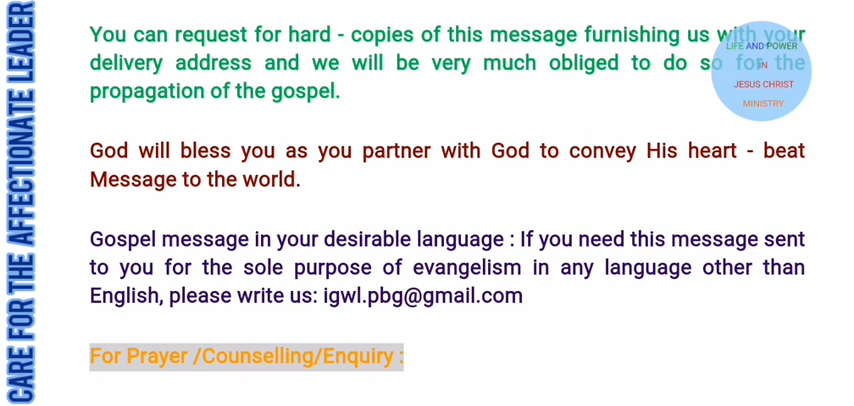 CARE FOR THE AFFECTIONATE LEADER
You can request for hard - copies of this message furnishing us with your
delivery address and we will be very much obliged to do so for the
propagation of the gospel.
God will bless you as you partner with God to convey His heart - beat
Message to the world.
Gospel message in your desirable language : If you need this message sent
to you for the sole purpose of evangelism in any language other than
English, please write us: igwl.pbg@gmail.com
For Prayer /Counselling/Enquiry :
LIFE AND POWER
IN
JESUS CHRIST
MINISTRY